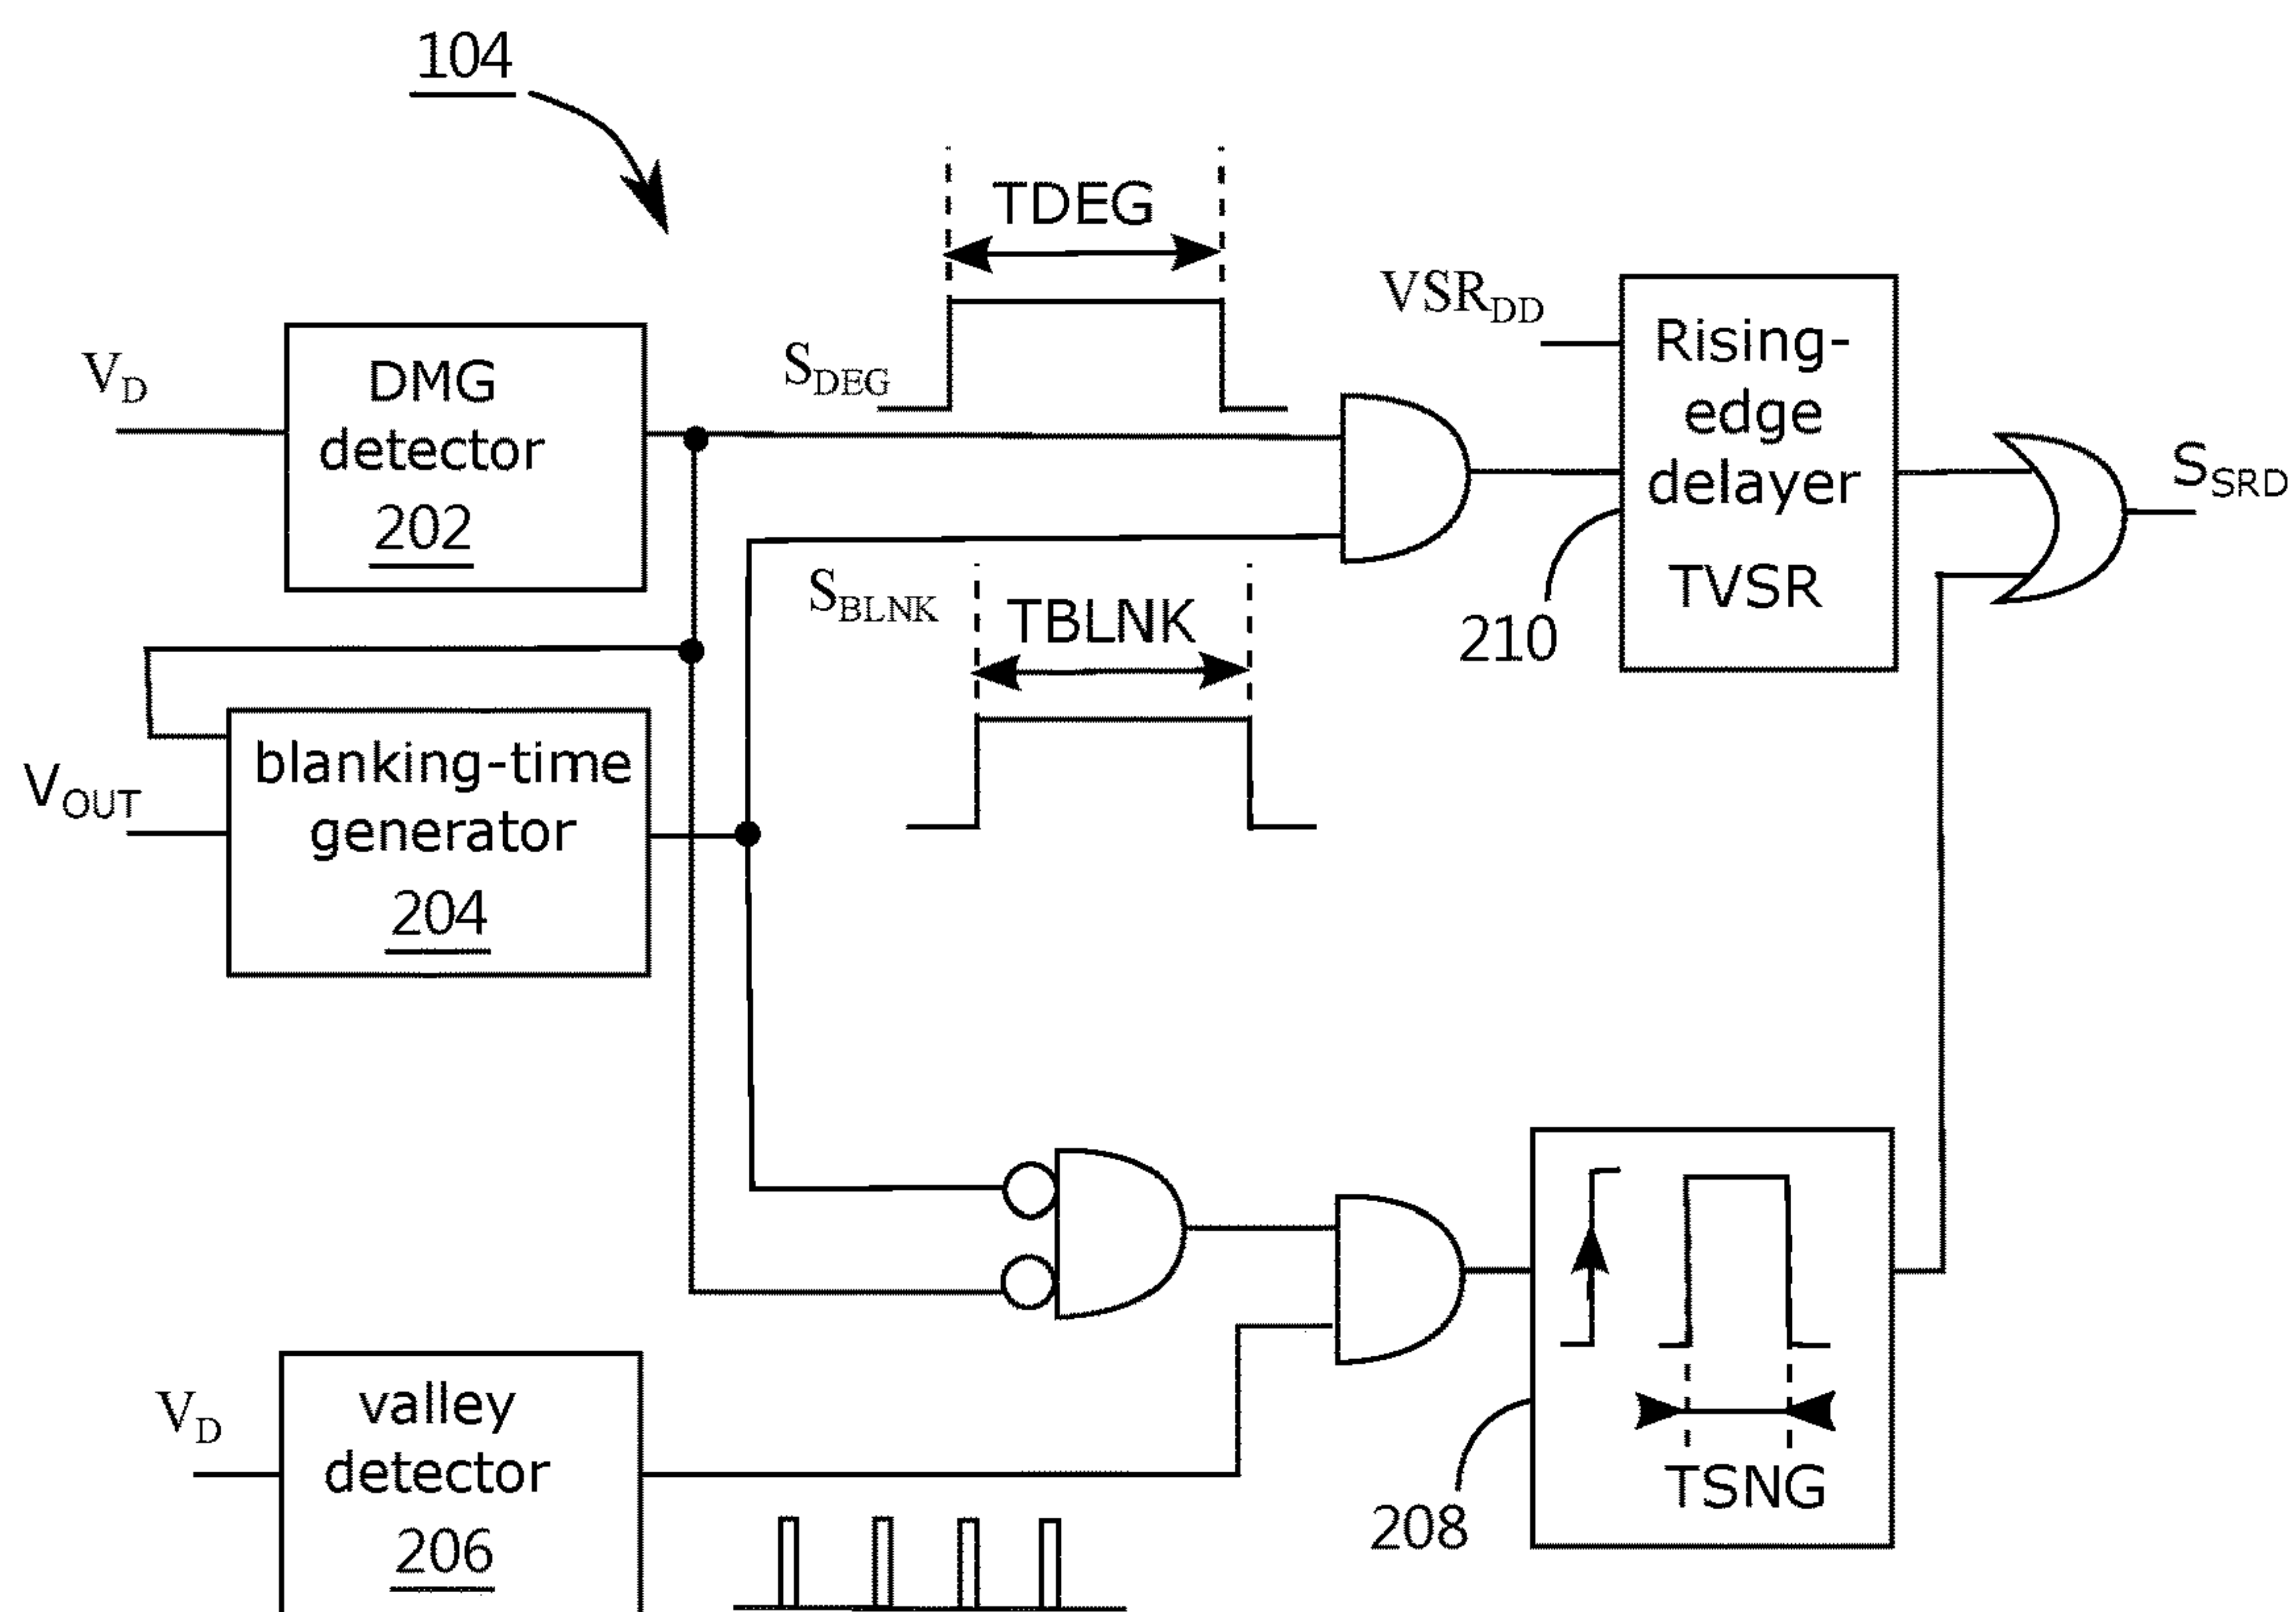 104
TDEG
VSR_DD
Rising-
edge
delayer
TVSR
210
V_D
DMG
detector
202
S_DEG
S_SRD
S_BLNK
TBLNK
V_OUT
blanking-time
generator
204
V_D
valley
detector
206
208
TSNG